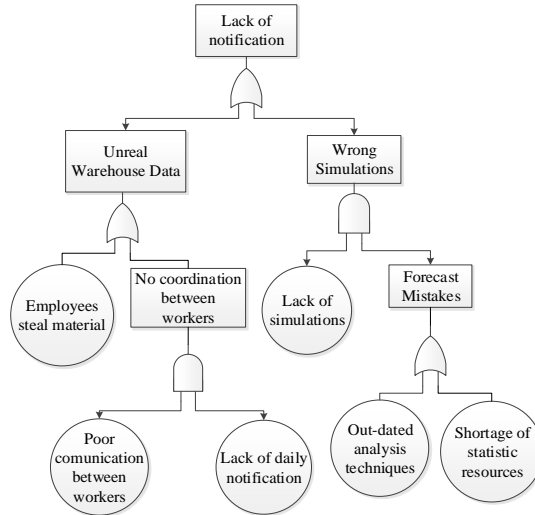 Lack of
notification
Unreal
Warehouse Data
Wrong
Simulations
Employees
steal material
No coordination
between
workers
Lack of
simulations
Forecast
Mistakes
Poor
comunication
between
workers
Lack of daily
notification
Out-dated
analysis
techniques
Shortage of
statistic
resources